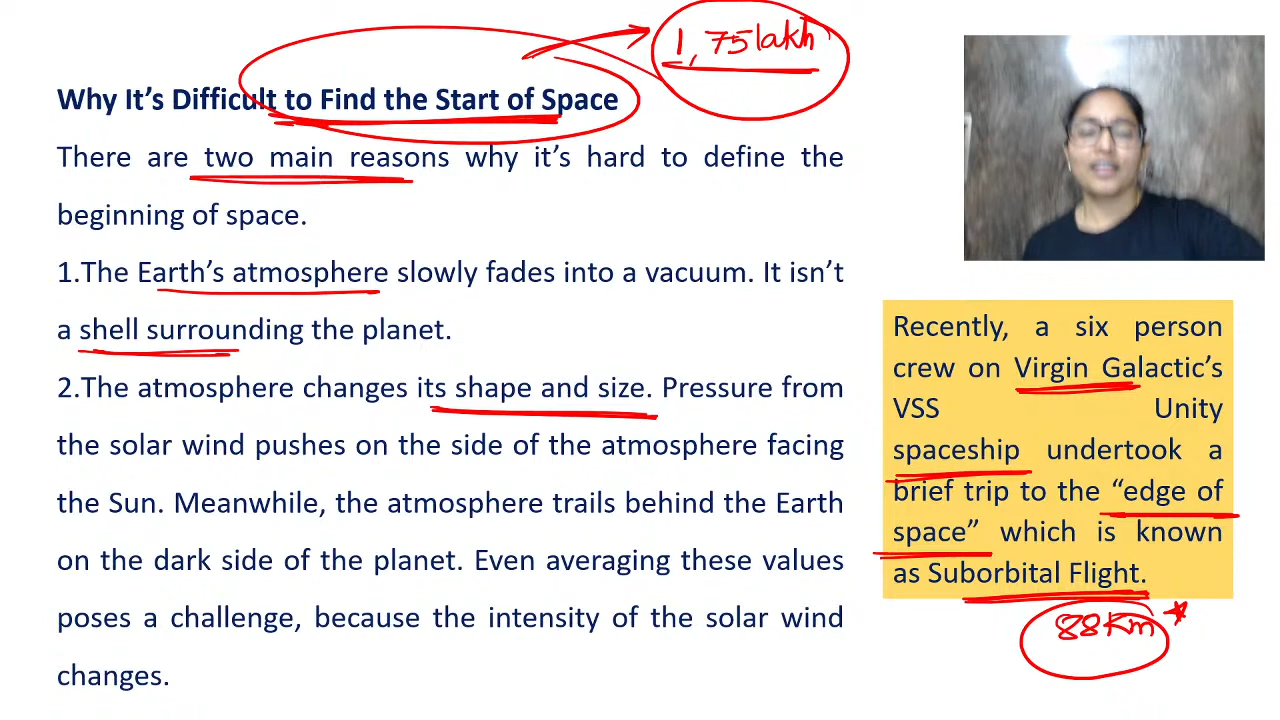 1,75lakh
Why It's Difficult to Find the Start of Space
There are two main reasons why it's hard to define the
beginning of space.
1.The Earth's atmosphere slowly fades into a vacuum. It isn't
a shell surrounding the planet.
2.The atmosphere changes its shape and size. Pressure from
the solar wind pushes on the side of the atmosphere facing
the Sun. Meanwhile, the atmosphere trails behind the Earth
on the dark side of the planet. Even averaging these values
poses a challenge, because the intensity of the solar wind
changes.
Recently, a six person
crew on Virgin Galactic's
VSS Unity
spaceship undertook a
brief trip to the “edge of
space” which is known
as Suborbital Flight.
88Km